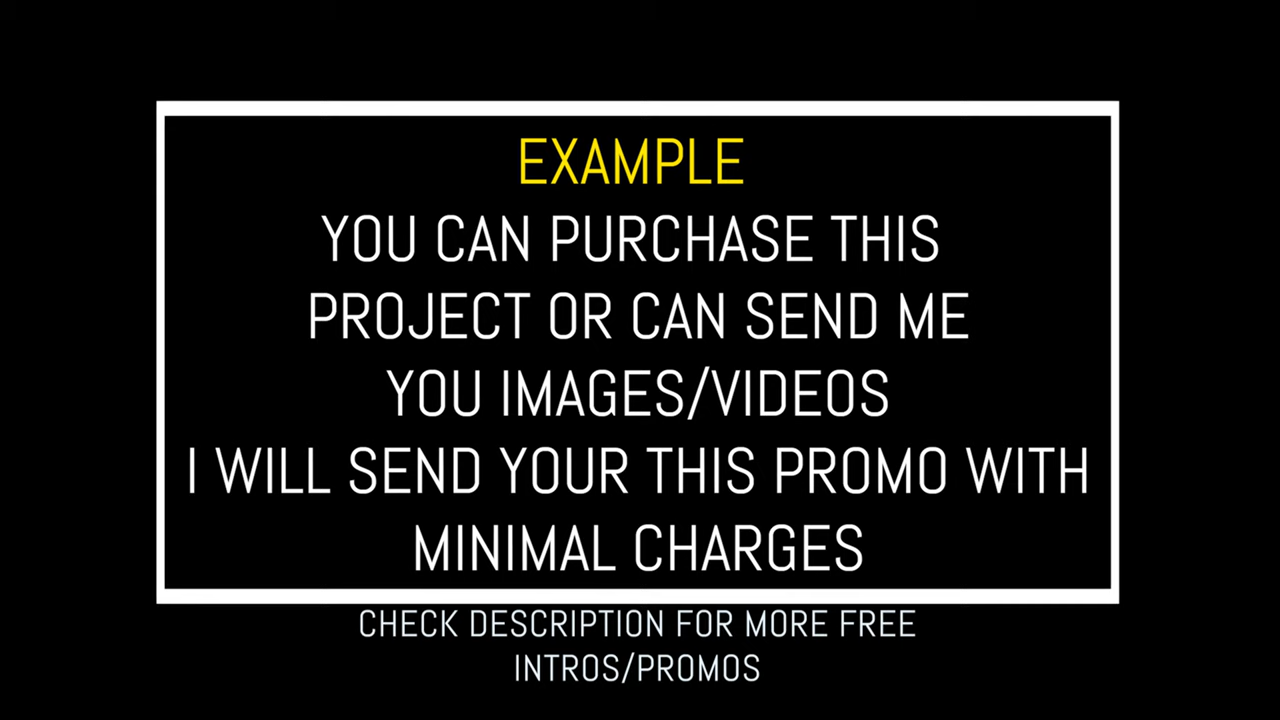 EXAMPLE
YOU CAN PURCHASE THIS
PROJECT OR CAN SEND ME
YOU IMAGES/VIDEOS
I WILL SEND YOUR THIS PROMO WITH
MINIMAL CHARGES
CHECK DESCRIPTION FOR MORE FREE
INTROS/PROMOS